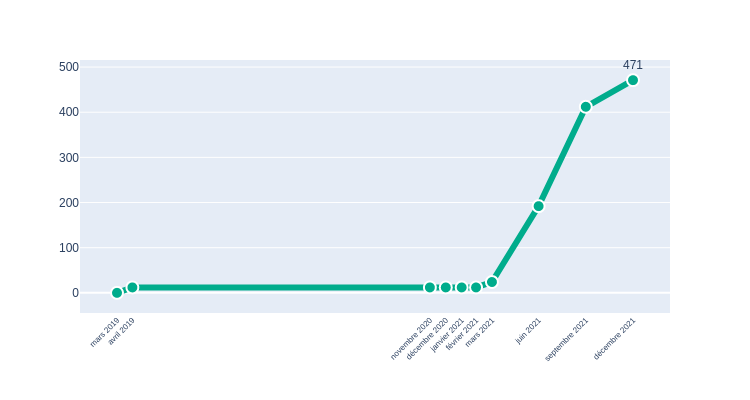 471
500
400
300
200
100
0
mars 2019
avril 2019
novembre 2020
décembre 2020
janvier 2021
février 2021
mars 2021
juin 2021
septembre 2021
décembre 2021